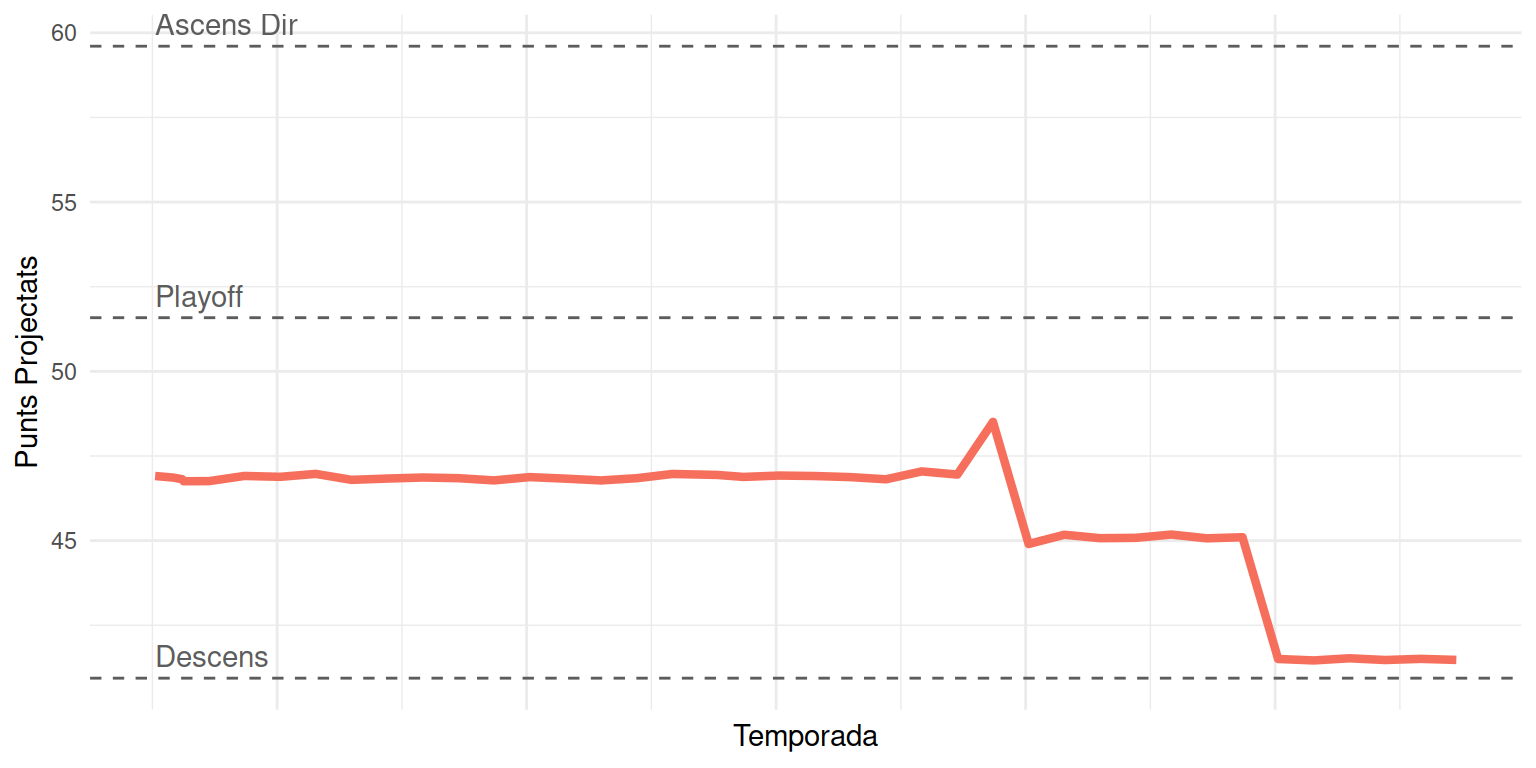 Ascens Dir
60
55
Playoff
50
45
Descens
Punts Projectats
Temporada